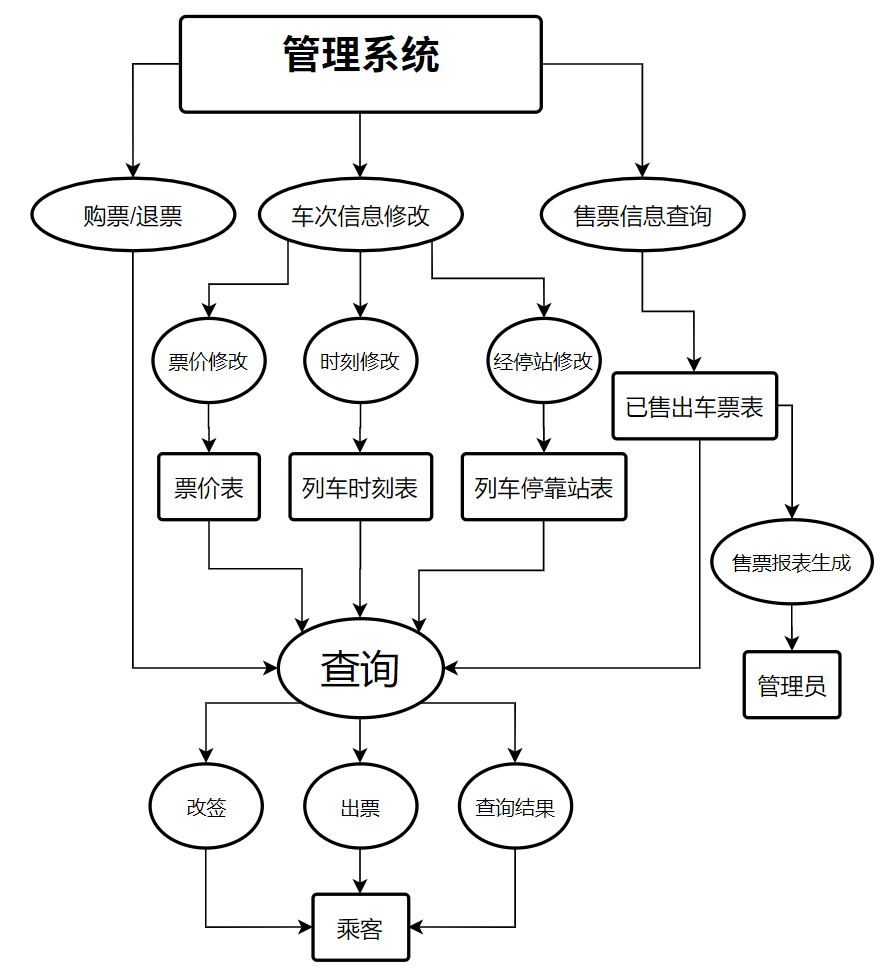 管理系统
购票/退票
车次信息修改
售票信息查询
票价修改
时刻修改
经停站修改
已售出车票表
票价表
列车时刻表
列车停靠站表
售票报表生成
查询
管理员
改签
出票
查询结果
乘客